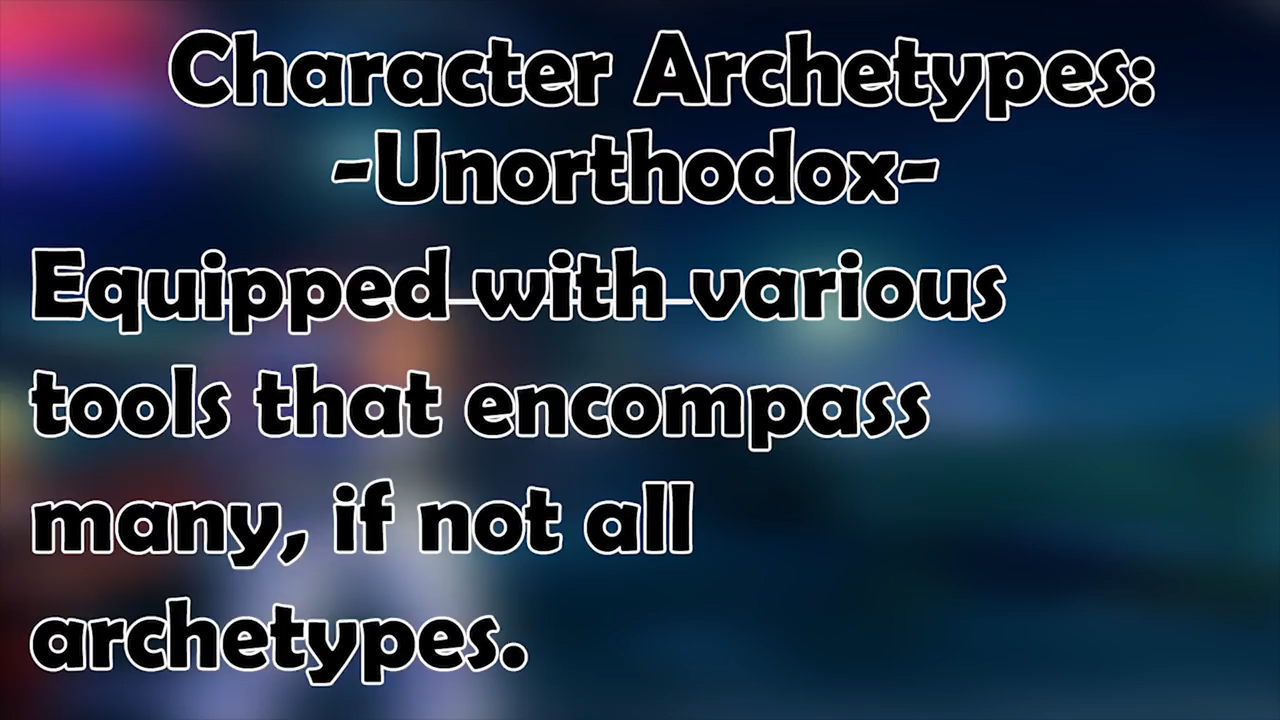 Character Archetypes:
-Unorthodox-
Equipped with various
tools that encompass
many, if not all
archetypes.